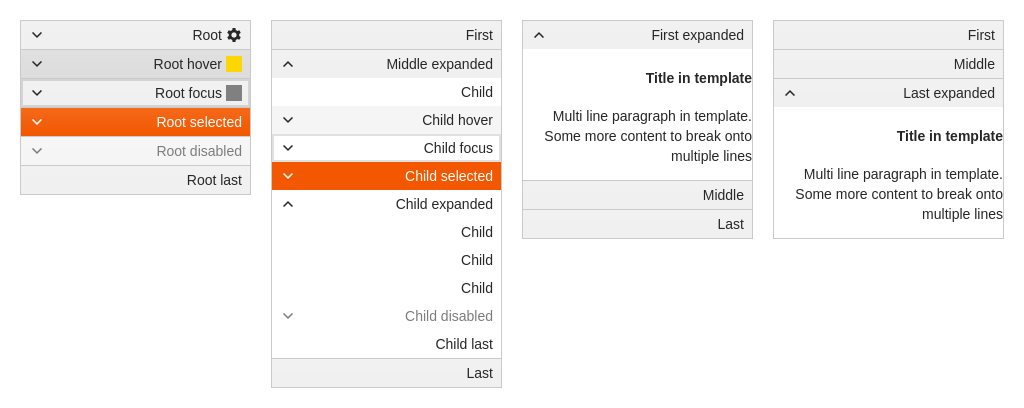 Root
Root hover
Root focus
Root selected
Root disabled
Root last
First
Middle expanded
Child
Child hover
Child focus
Child selected
Child expanded
Child
Child
Child
Child disabled
Child last
Last
First expanded
Title in template
Multi line paragraph in template.
Some more content to break onto
multiple lines
Middle
Last
First
Middle
Last expanded
Title in template
Multi line paragraph in template.
Some more content to break onto
multiple lines